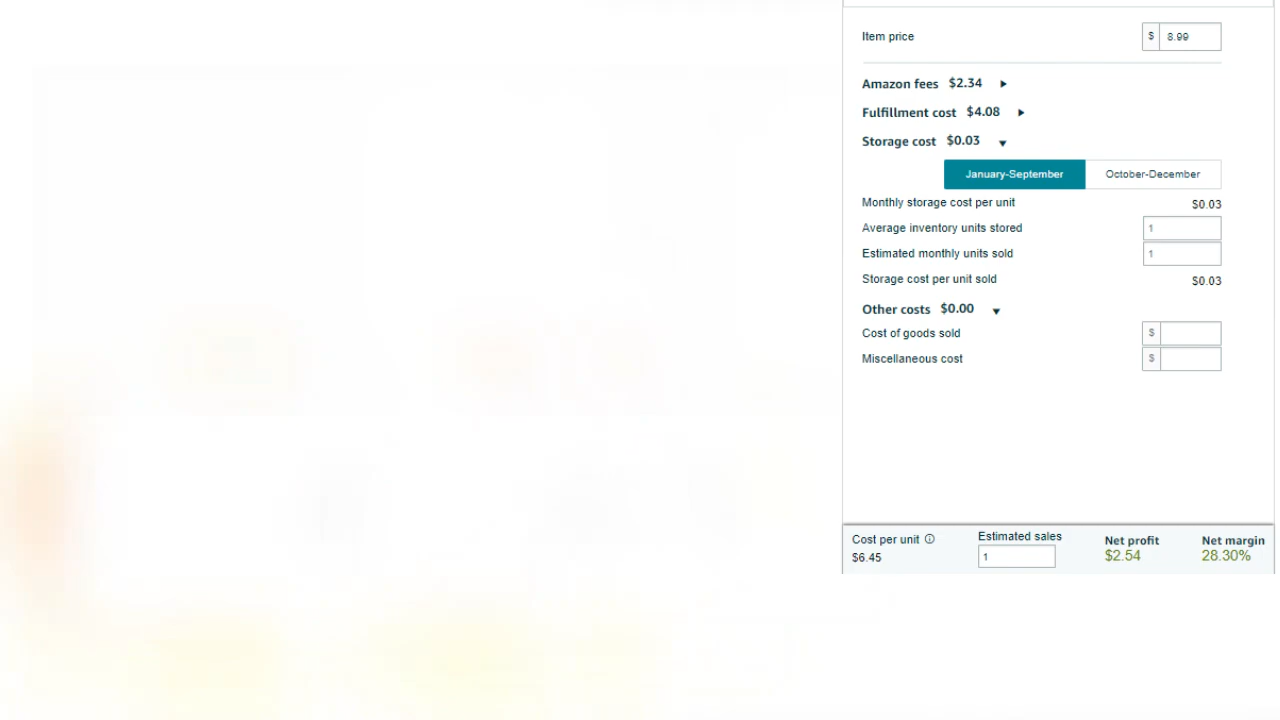 Item price $ 8.99
Amazon fees $2.34
Fulfillment cost $4.08
Storage cost $0.03
January-September October-December
Monthly storage cost per unit $0.03
Average inventory units stored 1
Estimated monthly units sold 1
Storage cost per unit sold $0.03
Other costs $0.00
Cost of goods sold $
Miscellaneous cost $
Cost per unit Estimated sales Net profit Net margin
$6.45 1 $2.54 28.30%